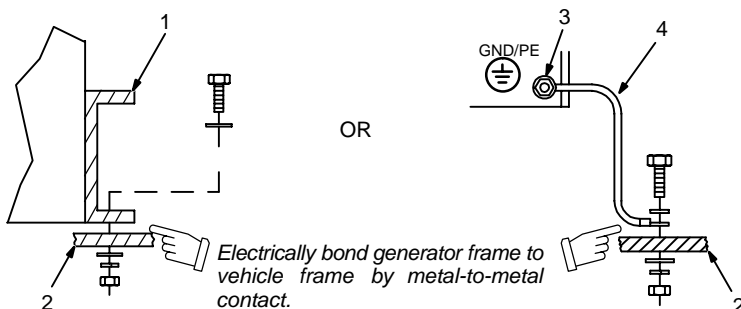 1
3
4
GND/PE
OR
Electrically bond generator frame to
vehicle frame by metal-to-metal
contact.
2
2